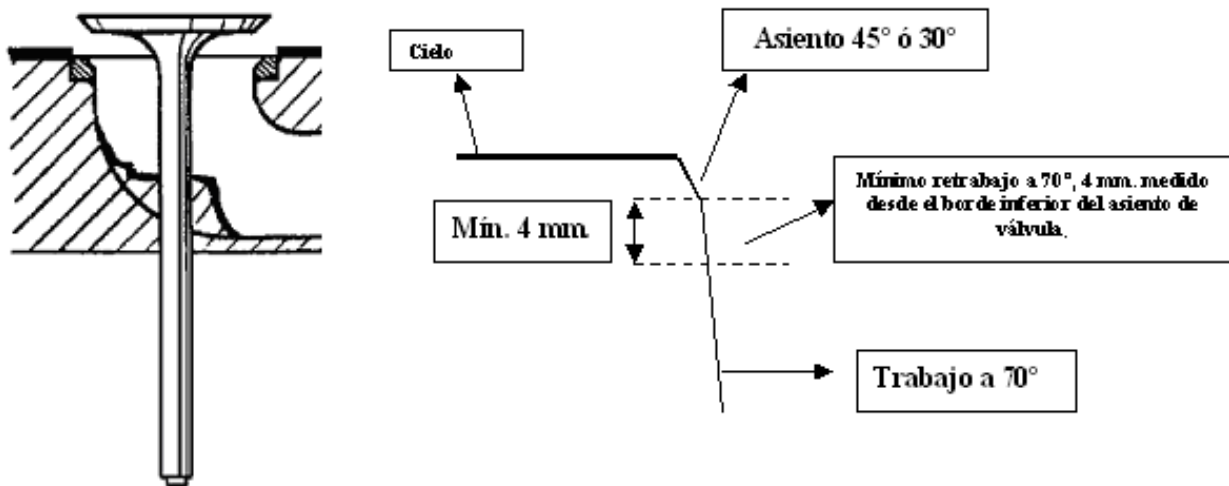 Cielo
Asiento 45° ó 30°
Mín. 4 mm.
Mínimo retrabajo a 70°, 4 mm. medido
desde el borde inferior del asiento de
válvula.
Trabajo a 70°